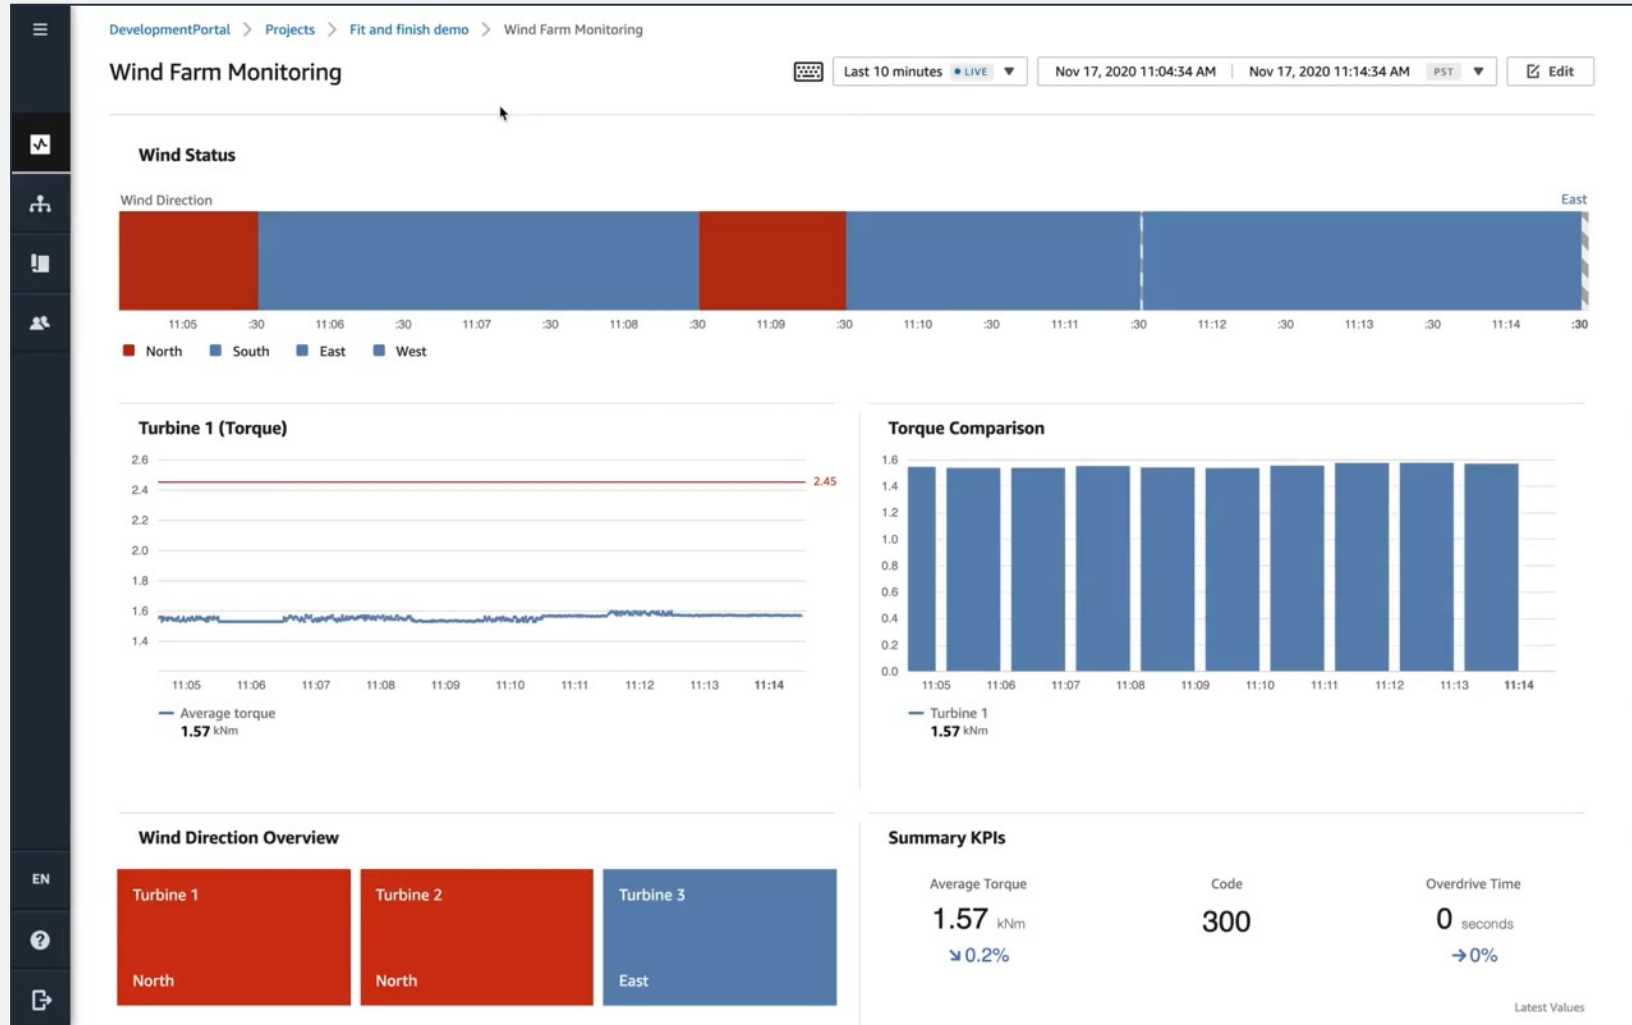 DevelopmentPortal > Projects > Fit and finish demo > Wind Farm Monitoring
Wind Farm Monitoring
Last 10 minutes • LIVE ▼ Nov 17, 2020 11:04:34 AM | Nov 17, 2020 11:14:34 AM PST ▼ Edit
Wind Status
Wind Direction East
11:05 :30 11:06 :30 11:07 :30 11:08 :30 11:09 :30 11:10 :30 11:11 :30 11:12 :30 11:13 :30 11:14 :30
North South East West
Turbine 1 (Torque)
2.6
2.45
2.4
2.2
2.0
1.8
1.6
1.4
11:05 11:06 11:07 11:08 11:09 11:10 11:11 11:12 11:13 11:14
Average torque
1.57 kNm
Torque Comparison
1.6
1.4
1.2
1.0
0.8
0.6
0.4
0.2
0.0
11:05 11:06 11:07 11:08 11:09 11:10 11:11 11:12 11:13 11:14
Turbine 1
1.57 kNm
Wind Direction Overview
Turbine 1 Turbine 2 Turbine 3
North North East
Summary KPIs
Average Torque Code Overdrive Time
1.57 kNm 300 0 seconds
↘0.2% →0%
Latest Values
EN